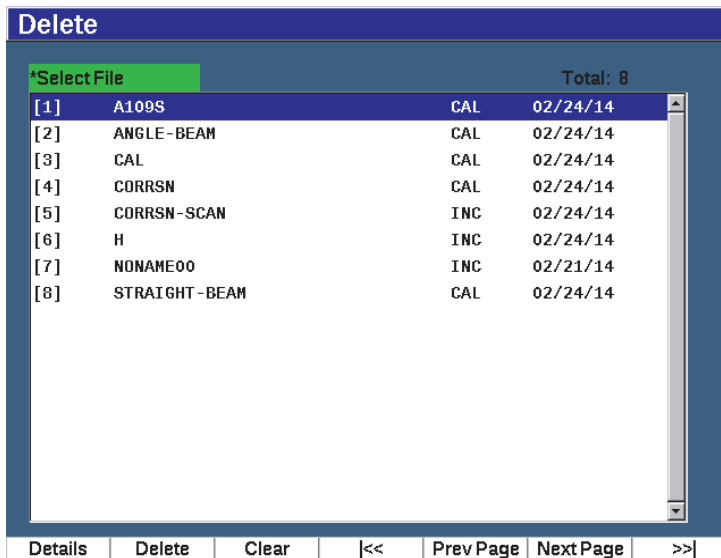 Delete
*Select File Total: 8
[1] A109S CAL 02/24/14
[2] ANGLE-BEAM CAL 02/24/14
[3] CAL CAL 02/24/14
[4] CORRSN CAL 02/24/14
[5] CORRSN-SCAN INC 02/24/14
[6] H INC 02/24/14
[7] NONAME00 INC 02/21/14
[8] STRAIGHT-BEAM CAL 02/24/14
Details Delete Clear |<< Prev Page Next Page >>|